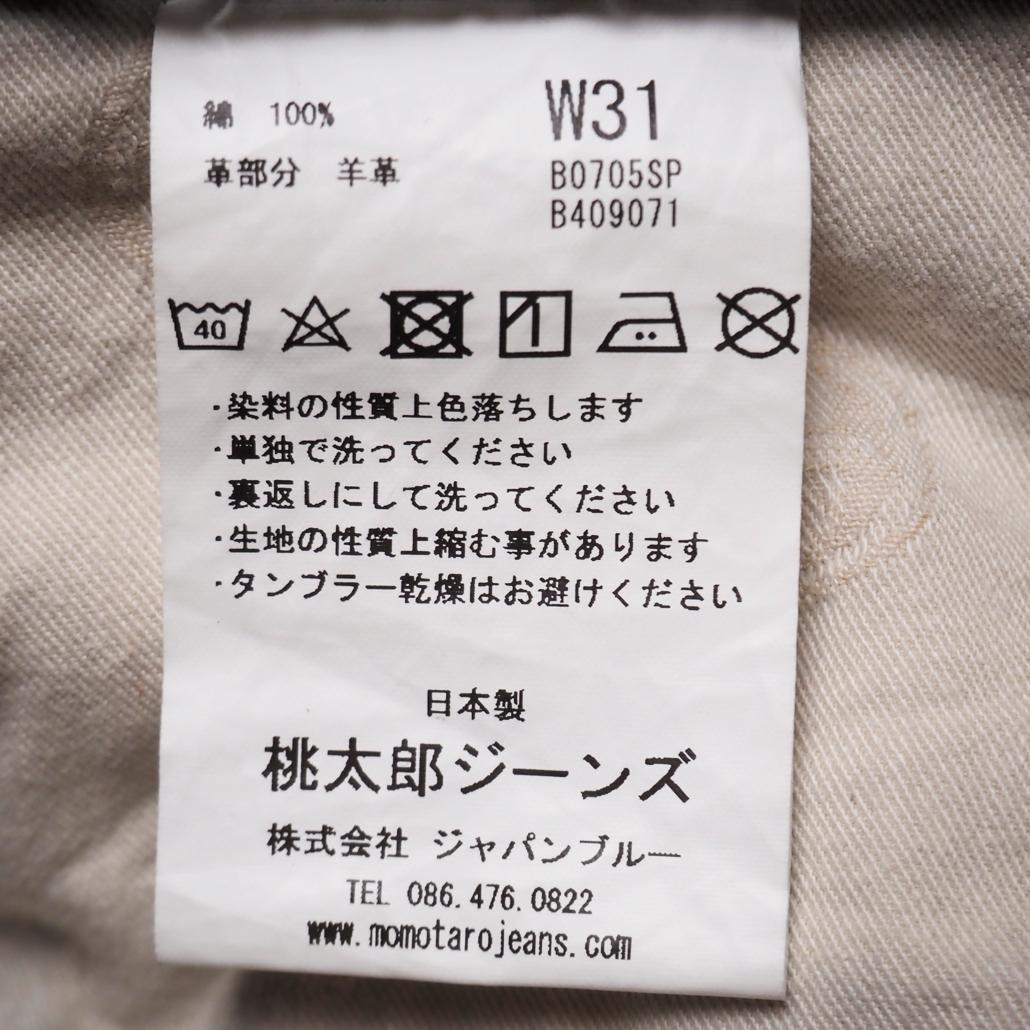 綿 100%
革部分 羊革
W31
B0705SP
B409071
40
・染料の性質上色落ちします
・単独で洗ってください
・裏返しにして洗ってください
・生地の性質上縮む事があります
・タンブラー乾燥はお避けください
日本製
桃太郎ジーンズ
株式会社 ジャパンブルー
TEL 086.476.0822
www.momotarojeans.com